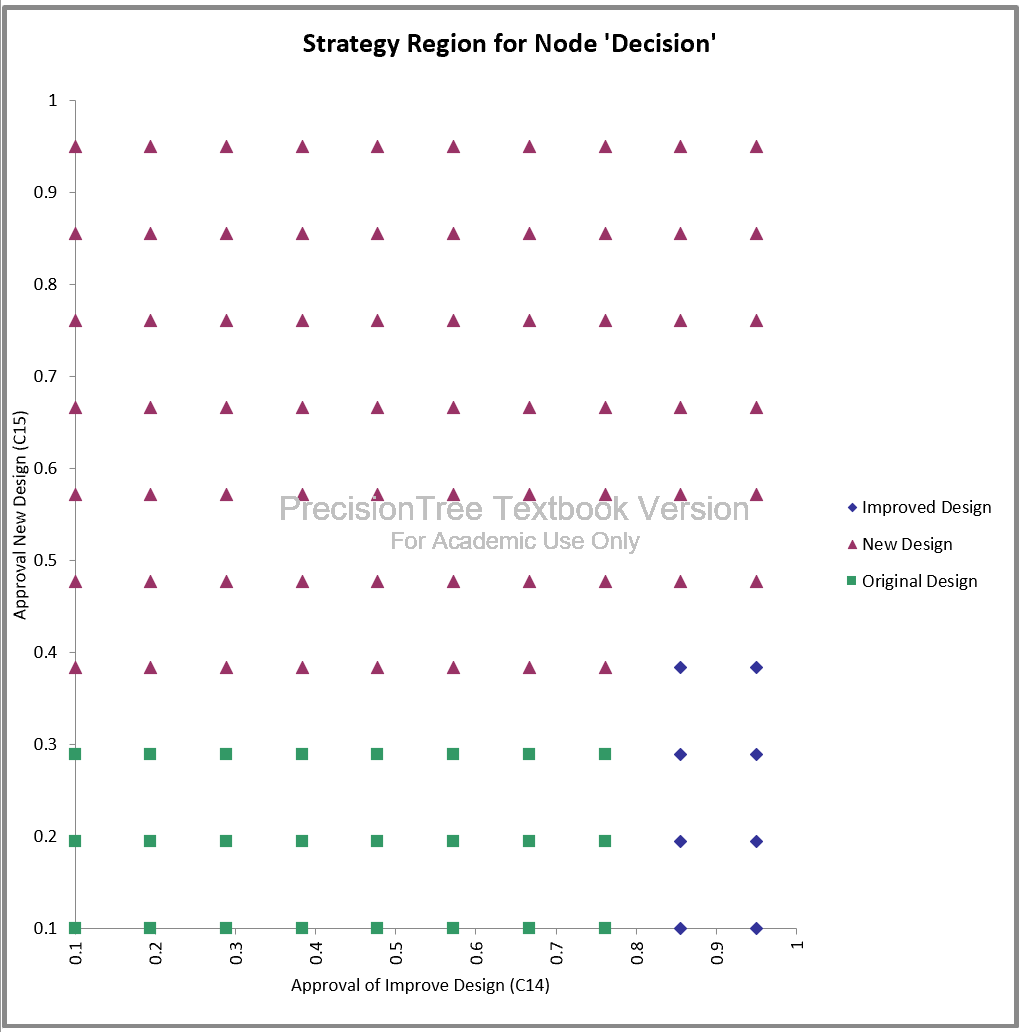 Strategy Region for Node 'Decision'
1
0.9
0.8
0.7
0.6
0.5
0.4
0.3
0.2
0.1
Approval New Design (C15)
PrecisionTree Textbook Version
For Academic Use Only
Improved Design
New Design
Original Design
0.1
0.2
0.3
0.4
0.5
0.6
0.7
0.8
0.9
1
Approval of Improve Design (C14)